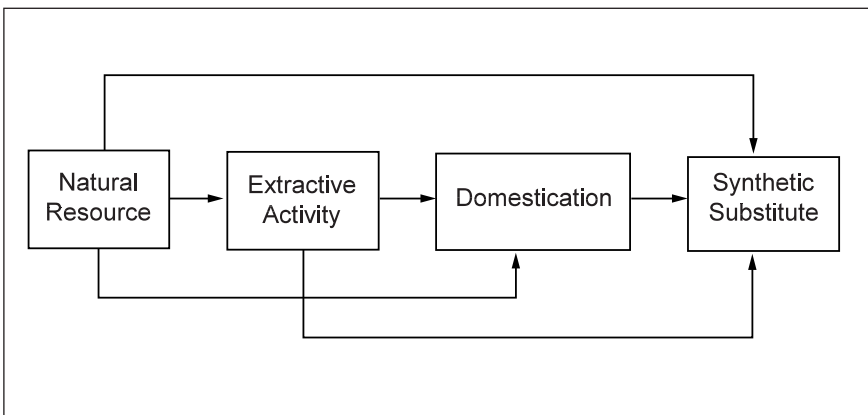 Natural
Resource
Extractive
Activity
Domestication
Synthetic
Substitute